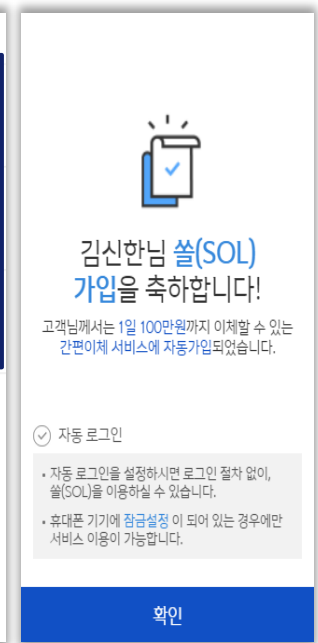 김신한님 쏠(SOL)
가입을 축하합니다!
고객님께서는 1일 100만원까지 이체할 수 있는
간편이체 서비스에 자동가입되었습니다.
자동 로그인
• 자동 로그인을 설정하시면 로그인 절차 없이,
쏠(SOL)을 이용하실 수 있습니다.
• 휴대폰 기기에 잠금설정 이 되어 있는 경우에만
서비스 이용이 가능합니다.
확인